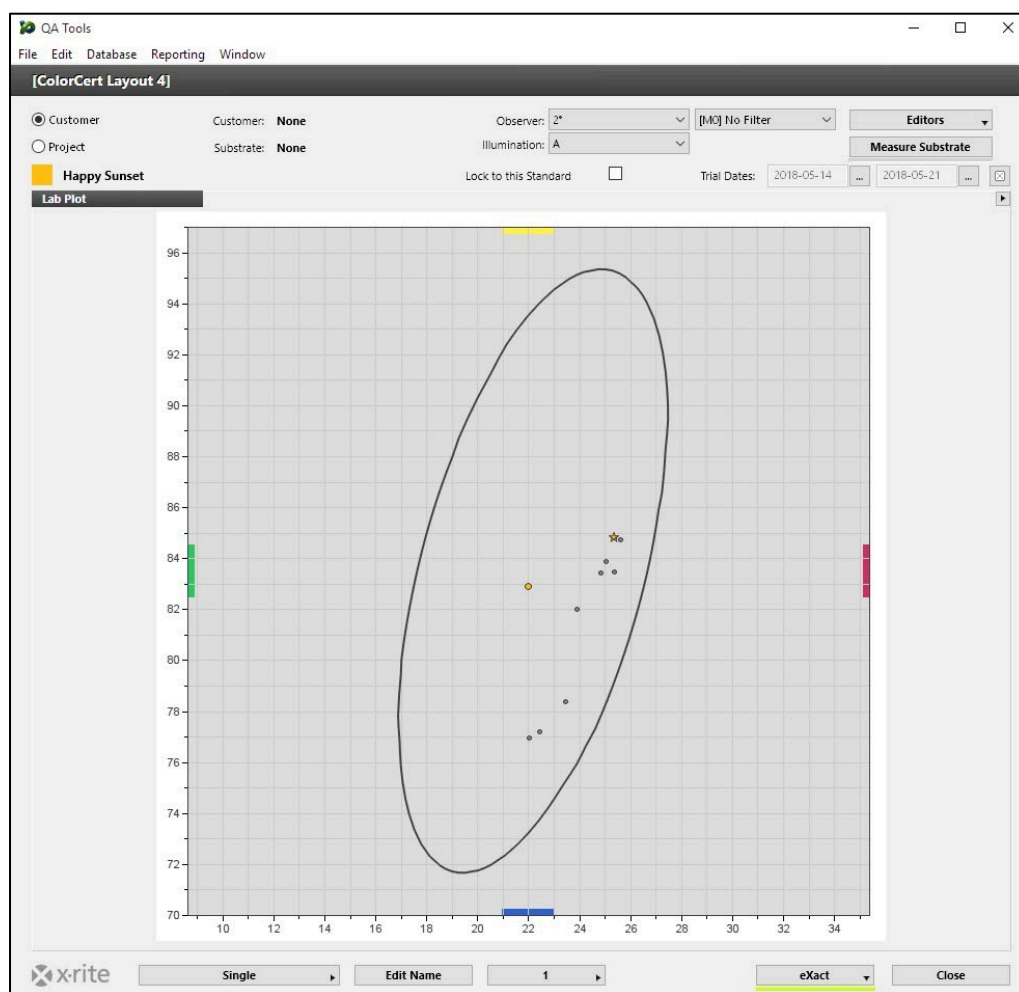 QA Tools
File Edit Database Reporting Window
[ColorCert Layout 4]
Customer Customer: None Observer: 2° [M0] No Filter Editors
Project Substrate: None Illumination: A Measure Substrate
Happy Sunset Lock to this Standard Trial Dates: 2018-05-14 ... 2018-05-21 ...
Lab Plot
96
94
92
90
88
86
84
82
80
78
76
74
72
70
10 12 14 16 18 20 22 24 26 28 30 32 34
x·rite Single Edit Name 1 eXact Close